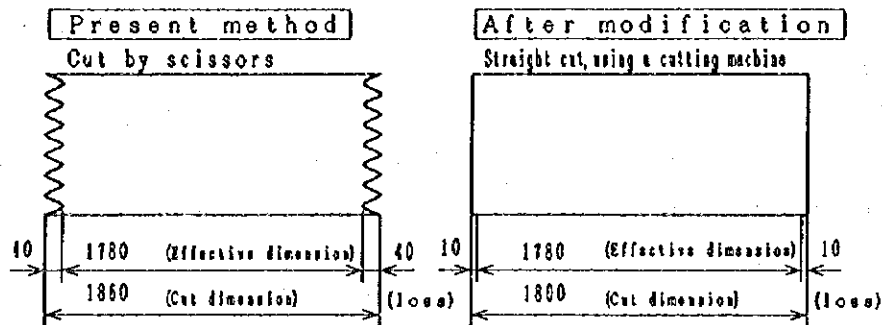 Present method
Cut by scissors
40 1780 (Effective dimension) 40
1860 (Cut dimension) (loss)
After modification
Straight cut, using a cutting machine
10 1780 (Effective dimension) 10
1800 (Cut dimension) (loss)